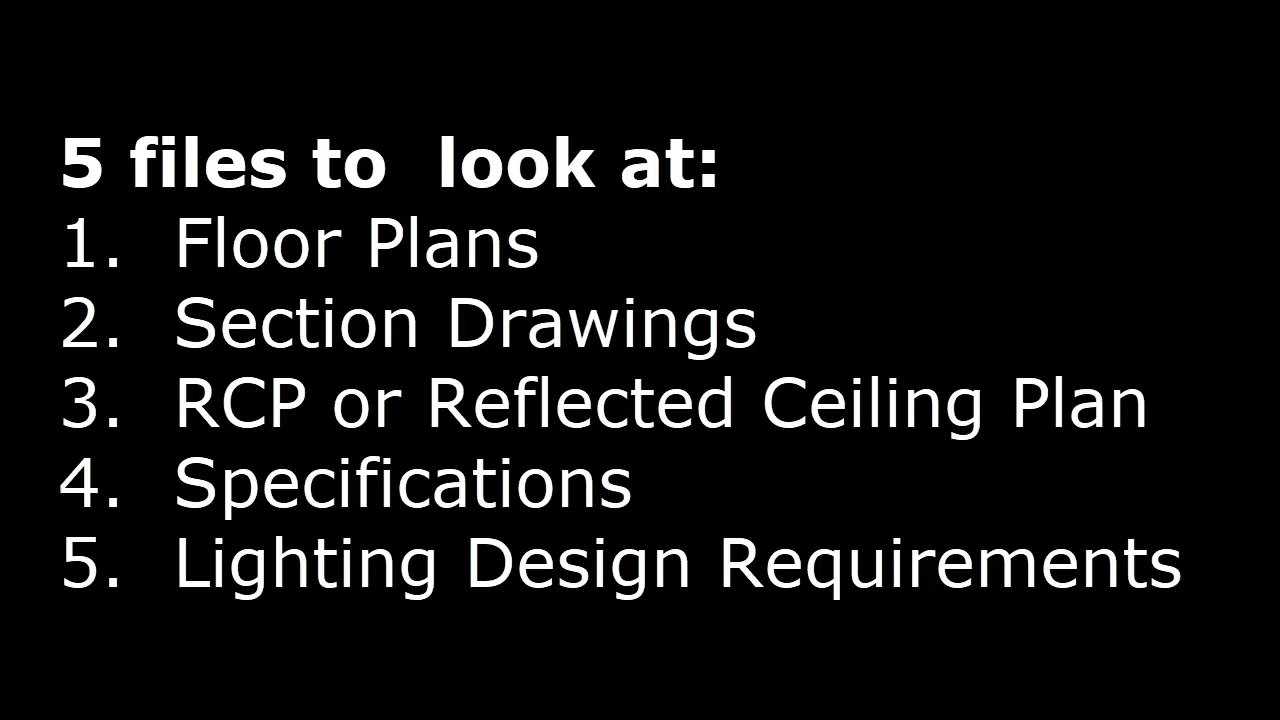 5 files to  look at:
1.  Floor Plans
2.  Section Drawings
3.  RCP or Reflected Ceiling Plan
4.  Specifications
5.  Lighting Design Requirements